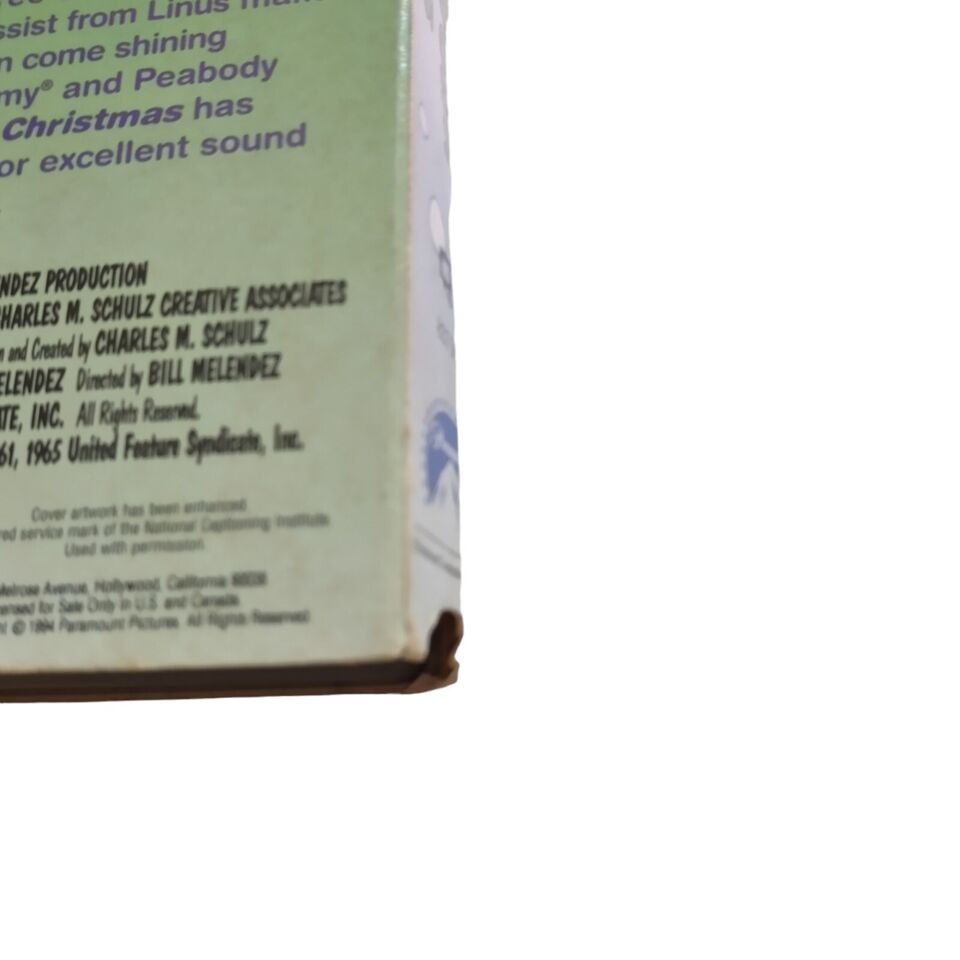 ssist from Linus
n come shining
my® and Peabody
Christmas has
or excellent sound
NDEZ PRODUCTION
HARLES M. SCHULZ CREATIVE ASSOCIATES
n and Created by CHARLES M. SCHULZ
ELENDEZ Directed by BILL MELENDEZ
TE, INC. All Rights Reserved.
61, 1965 United Feature Syndicate, Inc.
Cover artwork has been enhanced.
red service mark of the National Captioning Institute.
Used with permission.
Melrose Avenue, Hollywood, California 90038
ensed for Sale Only in U.S. and Canada.
t © 1994 Paramount Pictures. All Rights Reserved.